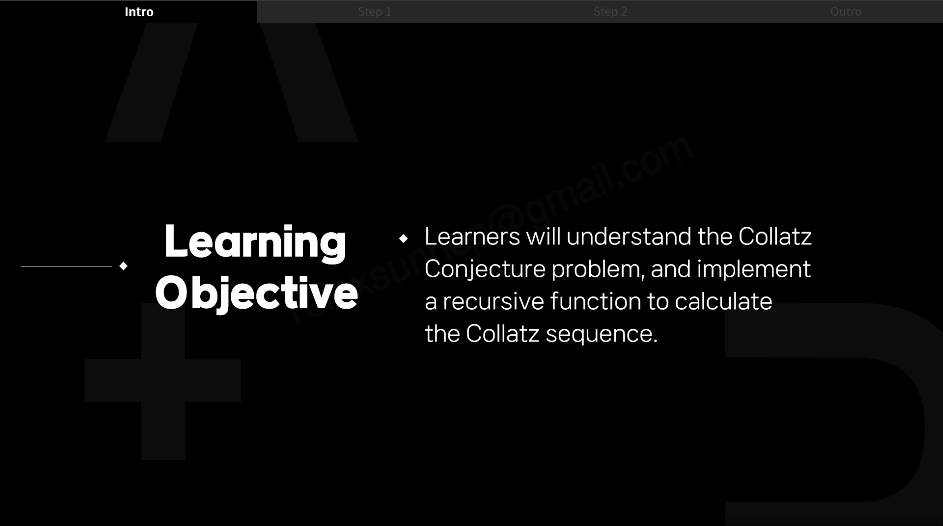 Intro
Step 1
Step 2
Outro
Learning
Objective
Learners will understand the Collatz
Conjecture problem, and implement
a recursive function to calculate
the Collatz sequence.
@gmail.com